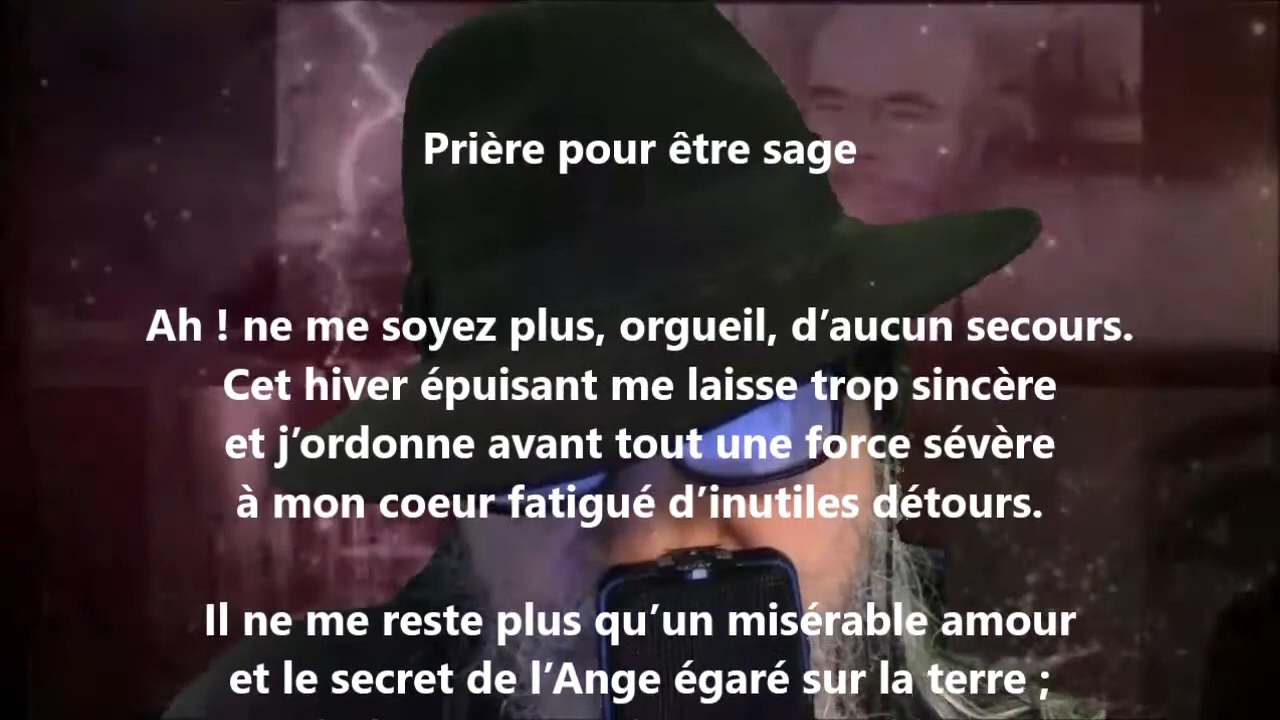 Prière pour être sage
Ah ! ne me soyez plus, orgueil, d’aucun secours.
Cet hiver épuisant me laisse trop sincère
et j’ordonne avant tout une force sévère
à mon coeur fatigué d’inutiles détours.
Il ne me reste plus qu’un misérable amour
et le secret de l’Ange égaré sur la terre ;